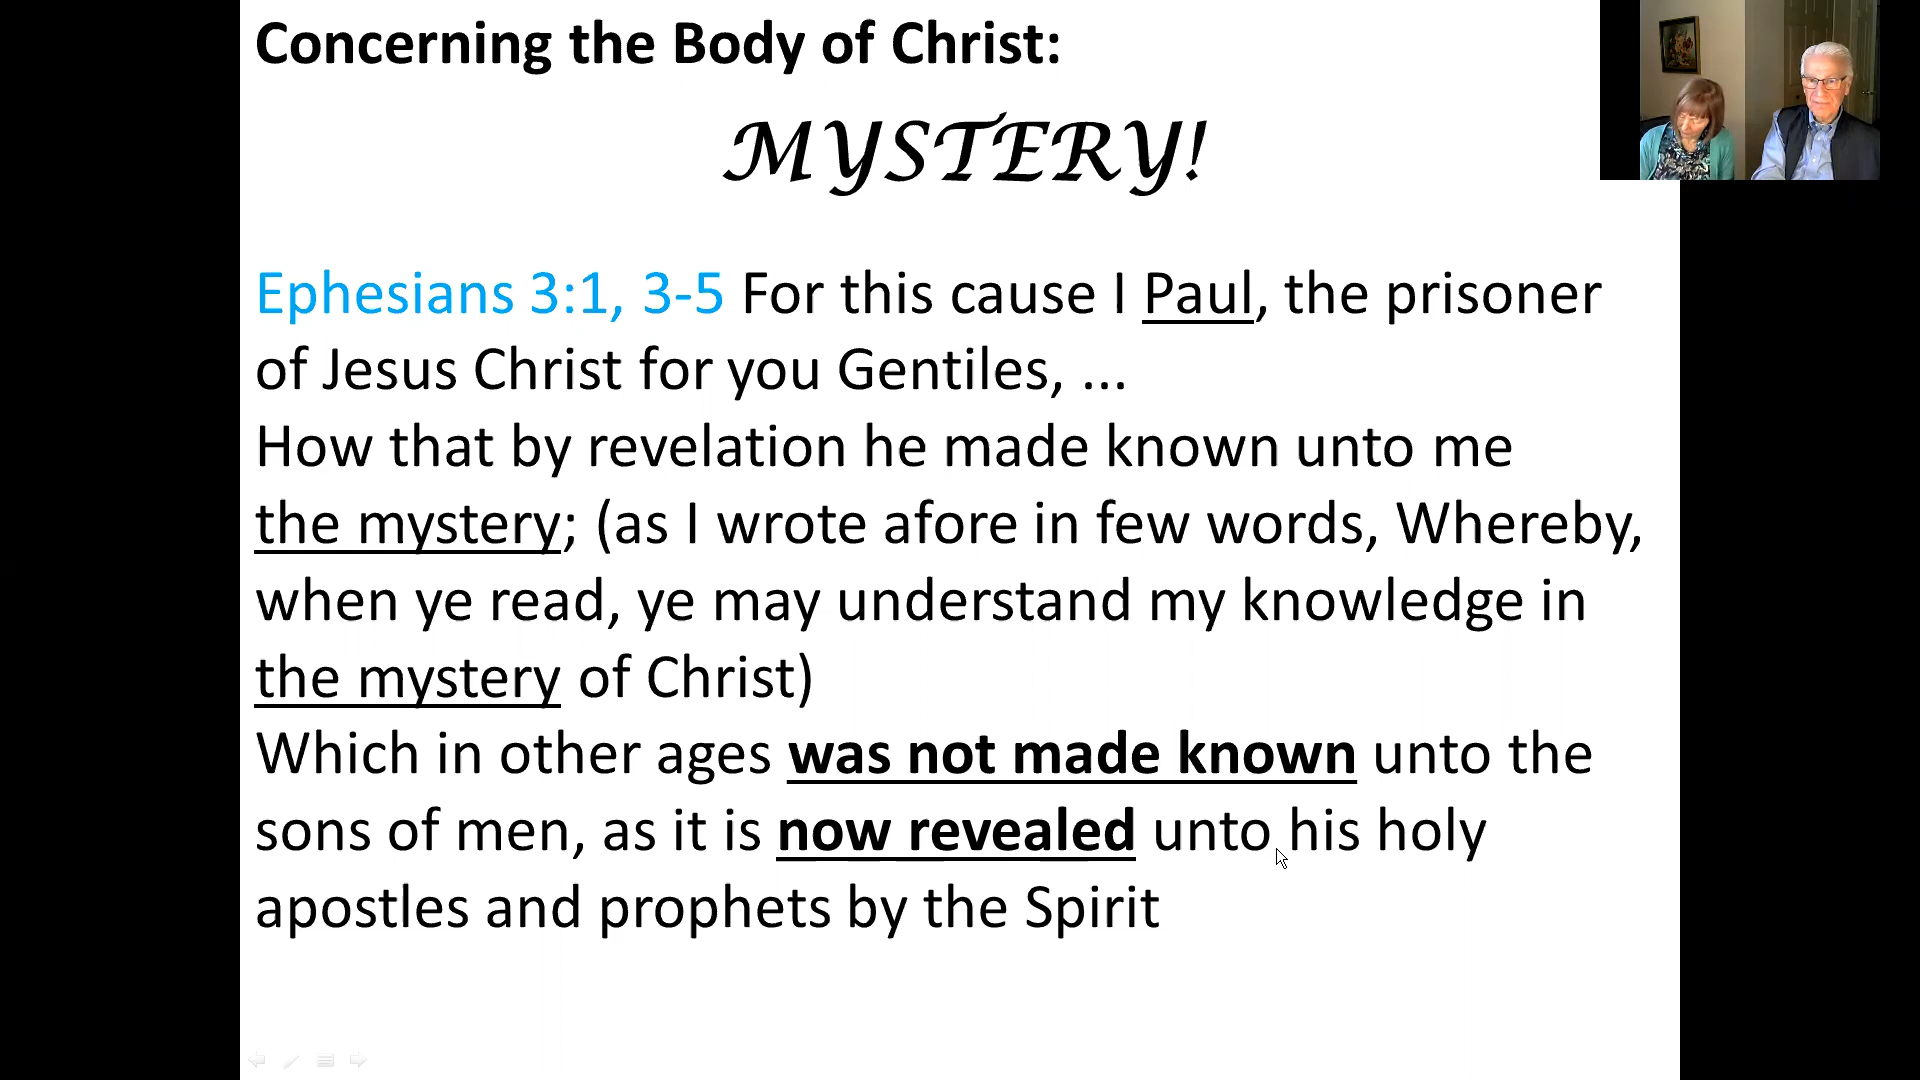 Concerning the Body of Christ:
MYSTERY!
Ephesians 3:1, 3-5 For this cause I Paul, the prisoner
of Jesus Christ for you Gentiles, ...
How that by revelation he made known unto me
the mystery; (as I wrote afore in few words, Whereby,
when ye read, ye may understand my knowledge in
the mystery of Christ)
Which in other ages was not made known unto the
sons of men, as it is now revealed unto his holy
apostles and prophets by the Spirit